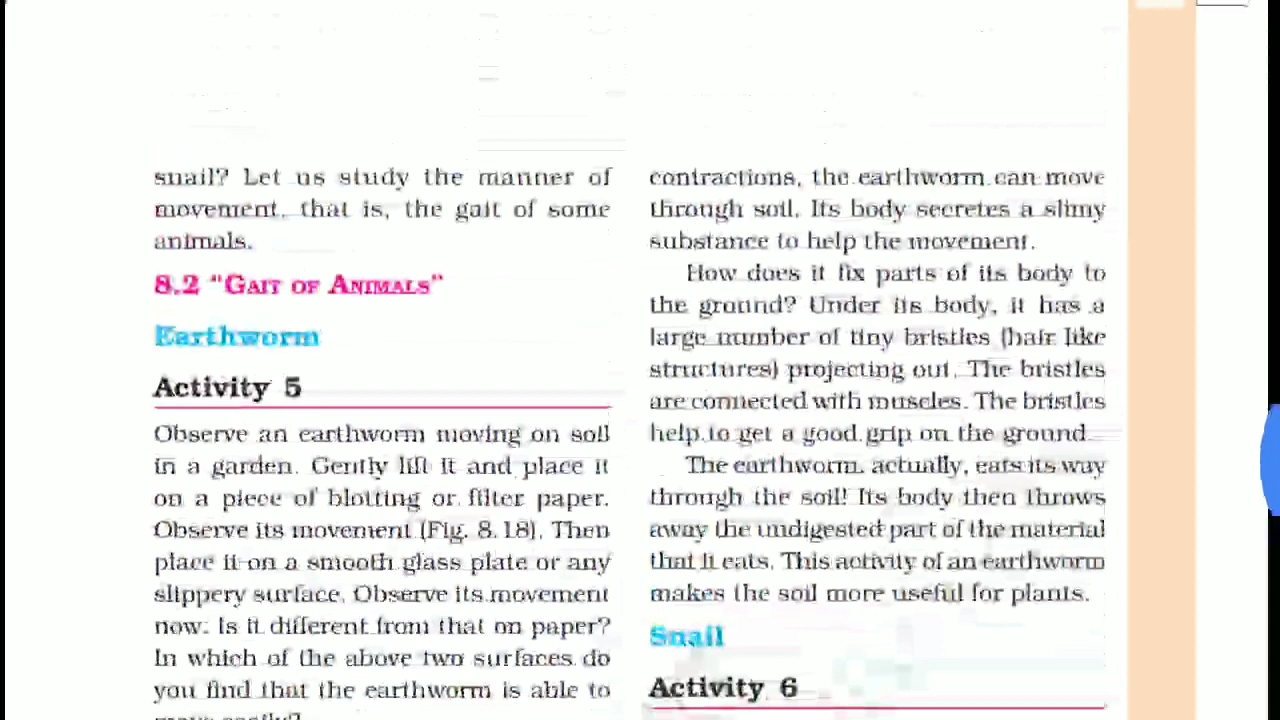 snail? Let us study the manner of
movement, that is, the gait of some
animals.
8.2 "GAIT OF ANIMALS"
Earthworm
Activity 5
Observe an earthworm moving on soil
in a garden. Gently lift it and place it
on a piece of blotting or filter paper.
Observe its movement (Fig. 8.18). Then
place it on a smooth glass plate or any
slippery surface. Observe its movement
now. Is it different from that on paper?
In which of the above two surfaces do
you find that the earthworm is able to
move easily?
contractions, the earthworm can move
through soil. Its body secretes a slimy
substance to help the movement.
How does it fix parts of its body to
the ground? Under its body, it has a
large number of tiny bristles (hair like
structures) projecting out. The bristles
are connected with muscles. The bristles
help to get a good grip on the ground.
The earthworm, actually, eats its way
through the soil! Its body then throws
away the undigested part of the material
that it eats. This activity of an earthworm
makes the soil more useful for plants.
Snail
Activity 6